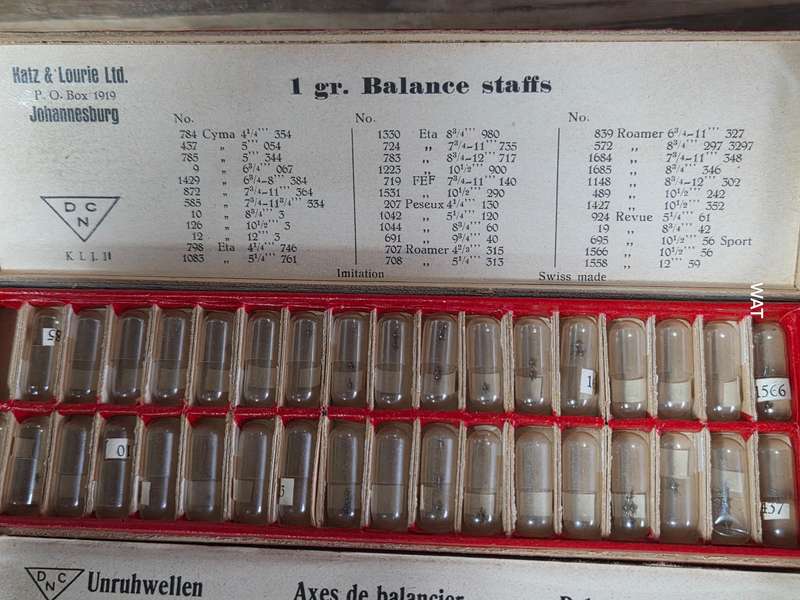 Katz & Lourie Ltd.
P. O. Box 1919
Johannesburg
1 gr. Balance staffs
No.
784 Cyma 4¹/₄''' 354
437 „ 5''' 054
785 „ 5''' 344
9 „ 6³/₄''' 067
1429 „ 6³/₄-8''' 384
872 „ 7³/₄-11''' 364
585 „ 7³/₄-11³/₄''' 334
10 „ 8³/₄''' 3
126 „ 10¹/₂''' 3
12 „ 12''' 3
798 Eta 4¹/₄''' 746
1083 „ 5¹/₄''' 761
No.
1330 Eta 8³/₄''' 980
724 „ 7³/₄-11''' 735
783 „ 8³/₄-12''' 717
1223 „ 10¹/₂''' 900
719 FEF 7³/₄-11''' 140
1531 „ 10¹/₂''' 290
207 Peseux 4¹/₄''' 130
1042 „ 5¹/₄''' 120
1044 „ 8³/₄''' 60
691 „ 9³/₄''' 40
707 Roamer 4²/₃''' 315
708 „ 5¹/₄''' 313
No.
839 Roamer 6³/₄-11''' 327
572 „ 8³/₄''' 297 3297
1684 „ 7³/₄-11''' 348
1685 „ 8³/₄''' 346
1148 „ 8³/₄-12''' 302
489 „ 10¹/₂''' 242
1427 „ 10¹/₂''' 352
924 Revue 5¹/₄''' 61
19 „ 8³/₄''' 42
695 „ 10¹/₂''' 56 Sport
1566 „ 10¹/₂''' 56
1558 „ 12''' 59
D C
N
Imitation
Swiss made
WAT
1566
437
D C
N
Unruhwellen
Axes de balancier